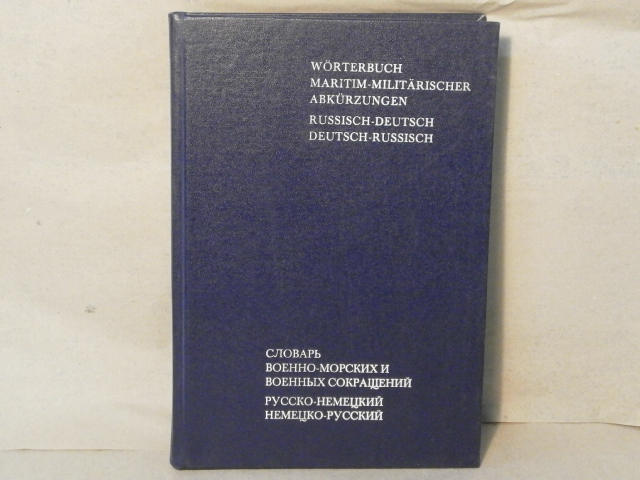 WÖRTERBUCH
MARITIM-MILITÄRISCHER
ABKÜRZUNGEN
RUSSISCH-DEUTSCH
DEUTSCH-RUSSISCH
СЛОВАРЬ
ВОЕННО-МОРСКИХ И
ВОЕННЫХ СОКРАЩЕНИЙ
РУССКО-НЕМЕЦКИЙ
НЕМЕЦКО-РУССКИЙ